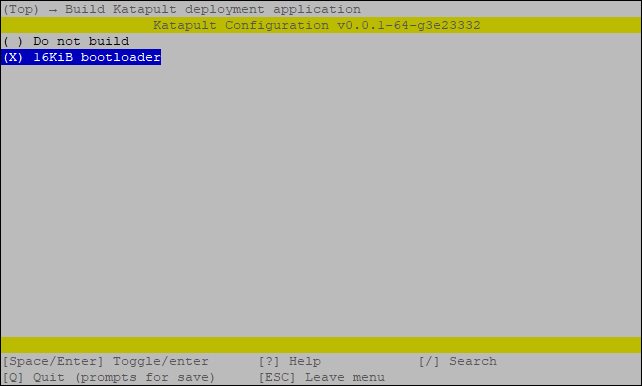 (Top) → Build Katapult deployment application
Katapult Configuration v0.0.1-64-g3e23332
( ) Do not build
(X) 16KiB bootloader
[Space/Enter] Toggle/enter [?] Help [/] Search
[Q] Quit (prompts for save) [ESC] Leave menu